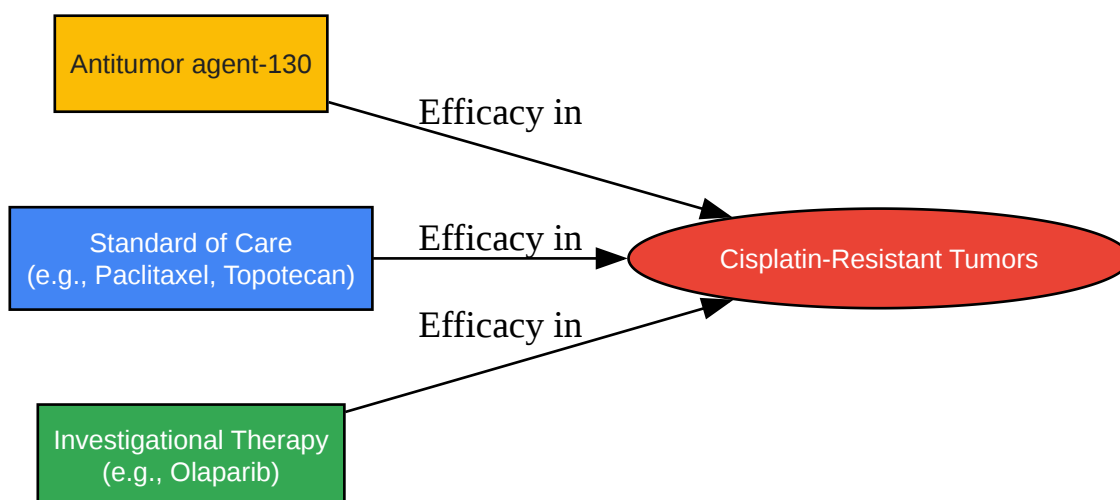 Antitumor agent-130
Efficacy in
Standard of Care
(e.g., Paclitaxel, Topotecan)
Efficacy in
Cisplatin-Resistant Tumors
Efficacy in
Investigational Therapy
(e.g., Olaparib)